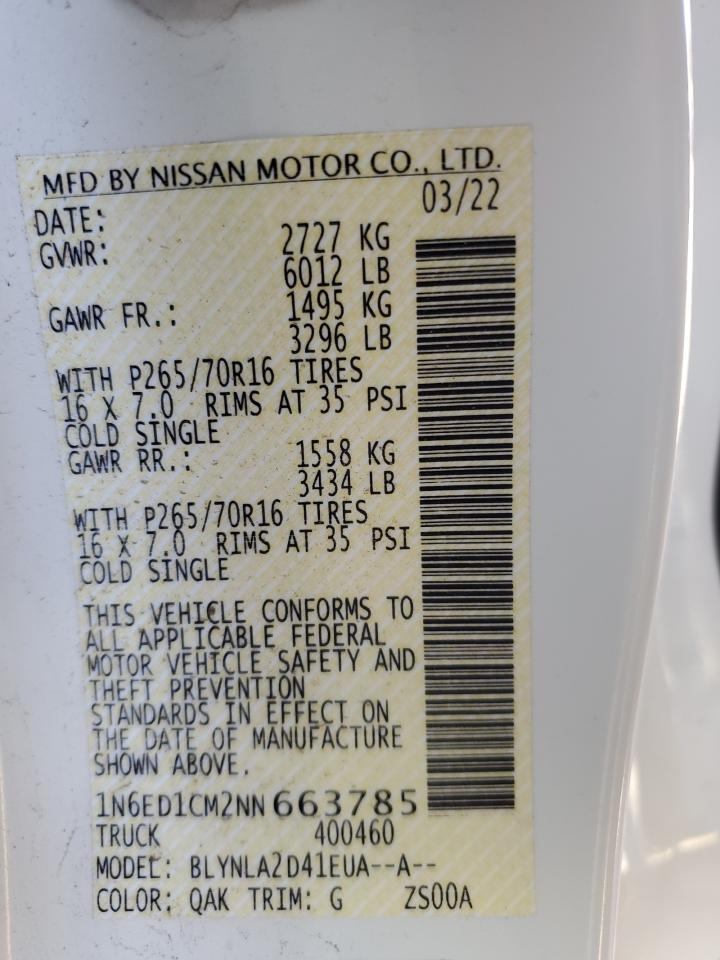 MFD BY NISSAN MOTOR CO., LTD.
DATE: 03/22
GVWR: 2727 KG
6012 LB
GAWR FR.: 1495 KG
3296 LB
WITH P265/70R16 TIRES
16 X 7.0 RIMS AT 35 PSI
COLD SINGLE
GAWR RR.: 1558 KG
3434 LB
WITH P265/70R16 TIRES
16 X 7.0 RIMS AT 35 PSI
COLD SINGLE
THIS VEHICLE CONFORMS TO
ALL APPLICABLE FEDERAL
MOTOR VEHICLE SAFETY AND
THEFT PREVENTION
STANDARDS IN EFFECT ON
THE DATE OF MANUFACTURE
SHOWN ABOVE.
1N6ED1CM2NN663785
TRUCK 400460
MODEL: BLYNLA2D41EUA--A--
COLOR: QAK TRIM: G ZS00A